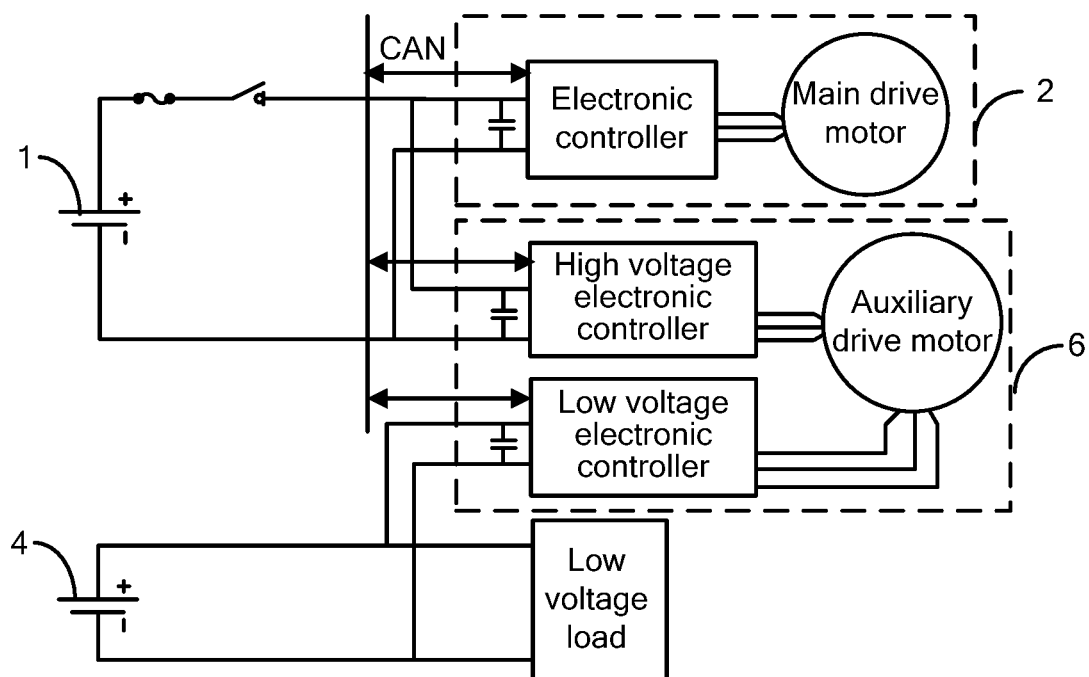 CAN
Electronic
controller
Main drive
motor
2
1
+
-
High voltage
electronic
controller
Auxiliary
drive motor
6
Low voltage
electronic
controller
4
+
-
Low
voltage
load